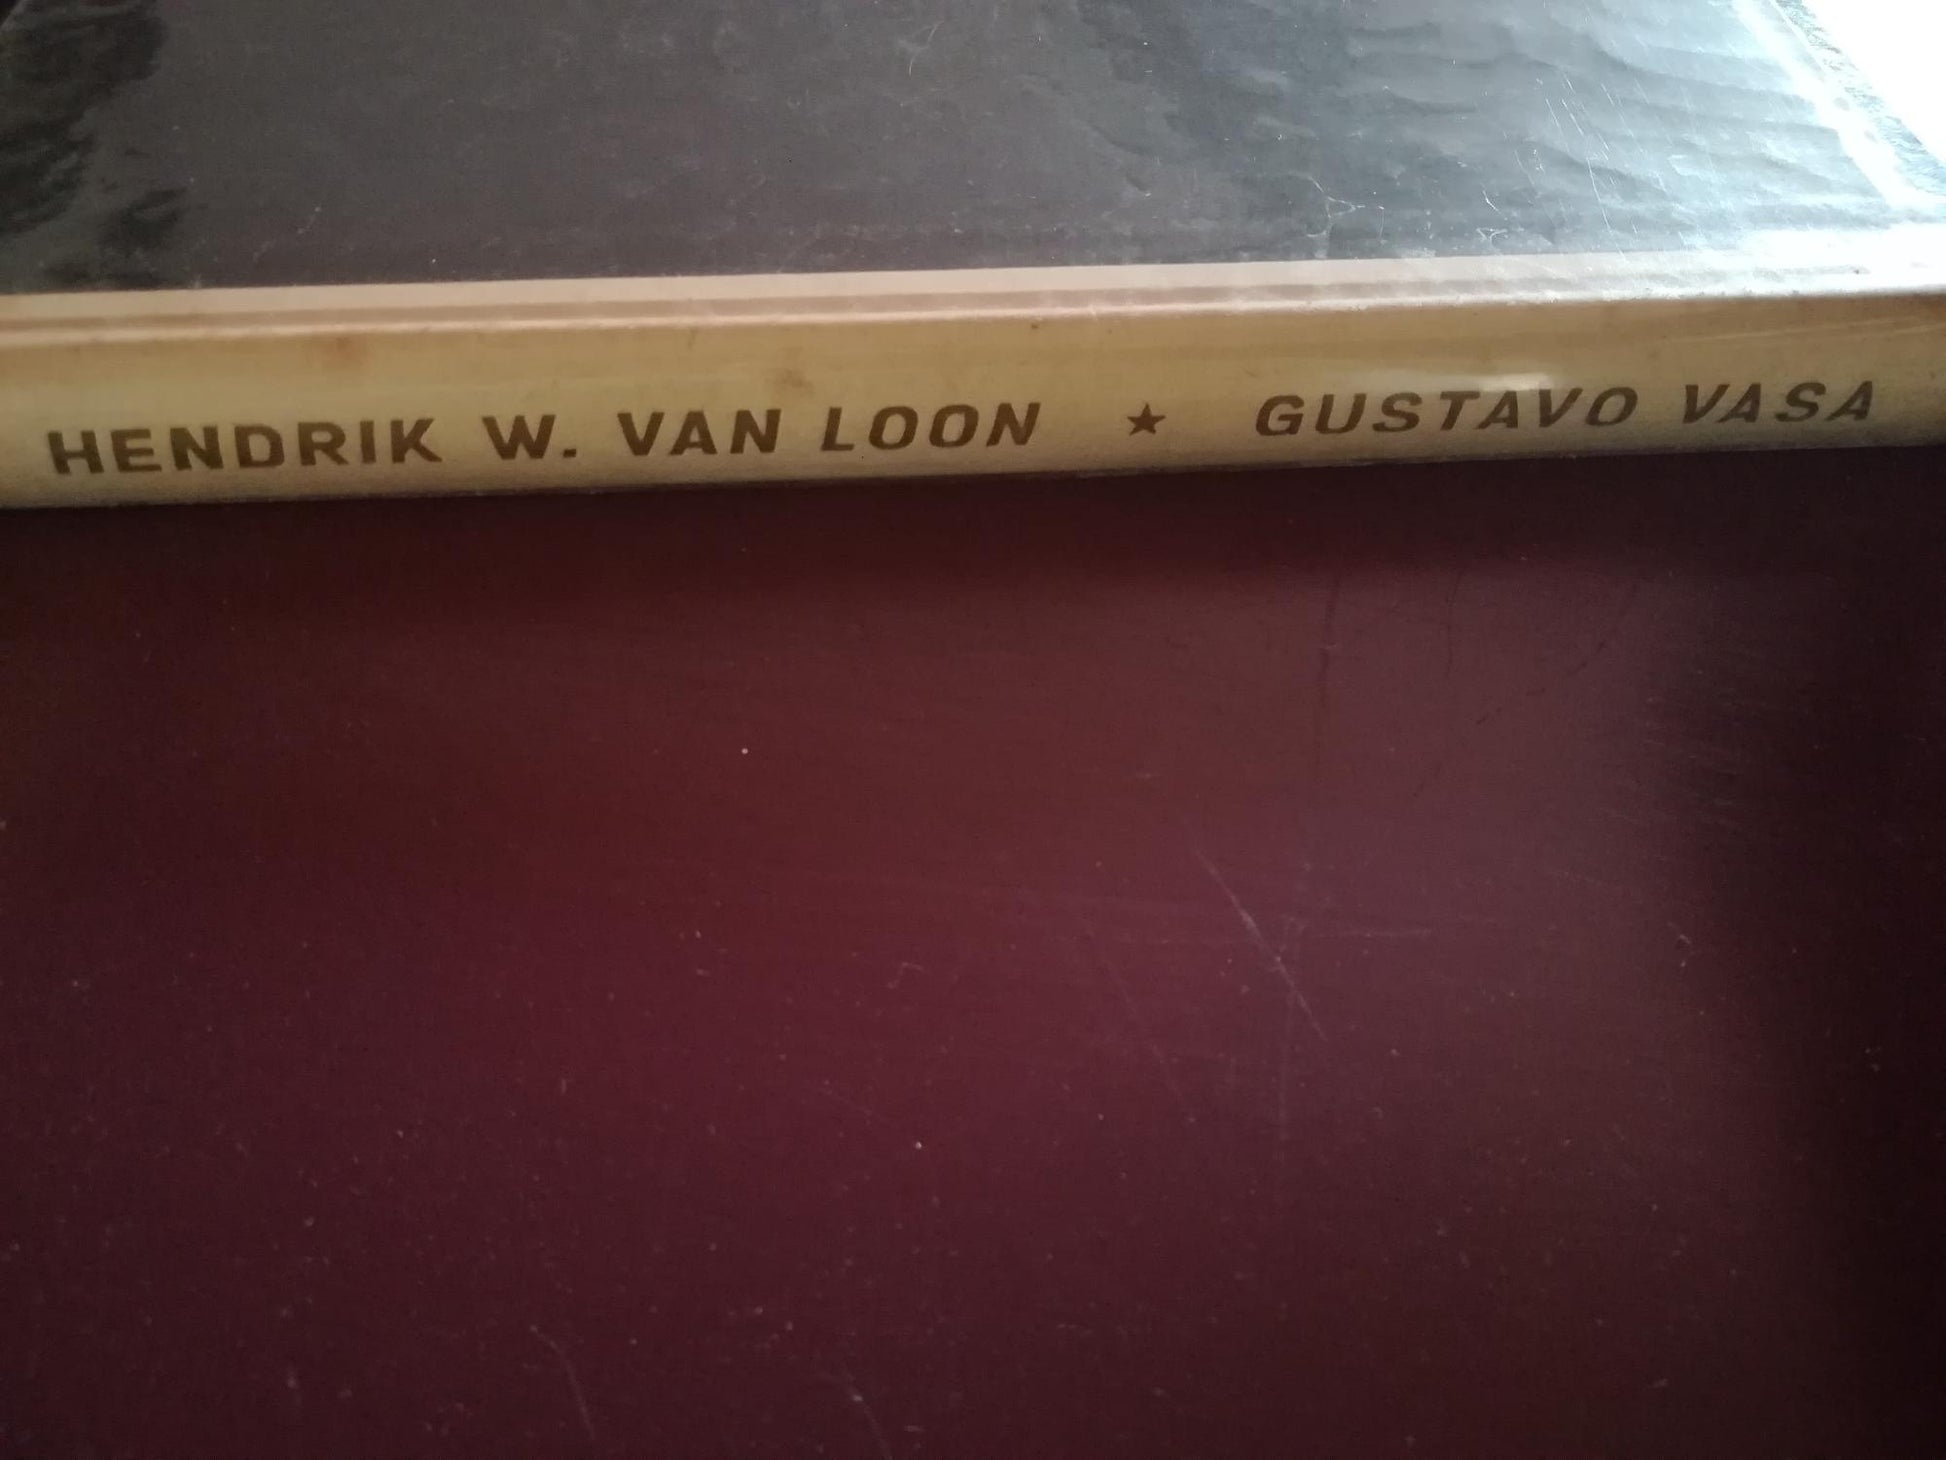 HENDRIK W. VAN LOON ★ GUSTAVO VASA